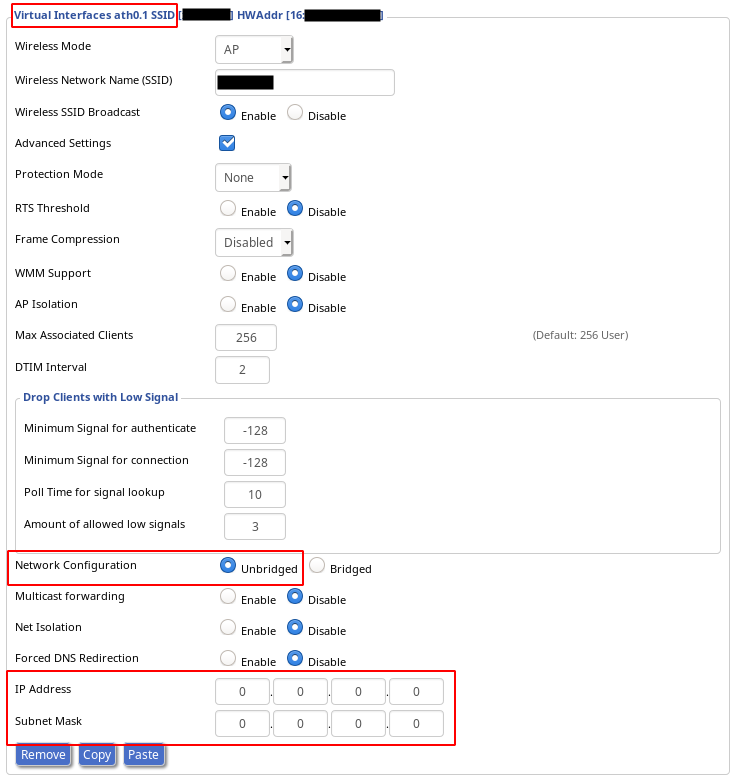 Virtual Interfaces ath0.1 SSID [ ] HWAddr [16: ]
Wireless Mode AP
Wireless Network Name (SSID)
Wireless SSID Broadcast Enable Disable
Advanced Settings
Protection Mode None
RTS Threshold Enable Disable
Frame Compression Disabled
WMM Support Enable Disable
AP Isolation Enable Disable
Max Associated Clients 256 (Default: 256 User)
DTIM Interval 2
Drop Clients with Low Signal
Minimum Signal for authenticate -128
Minimum Signal for connection -128
Poll Time for signal lookup 10
Amount of allowed low signals 3
Network Configuration Unbridged Bridged
Multicast forwarding Enable Disable
Net Isolation Enable Disable
Forced DNS Redirection Enable Disable
IP Address 0. 0. 0. 0
Subnet Mask 0. 0. 0. 0
Remove Copy Paste